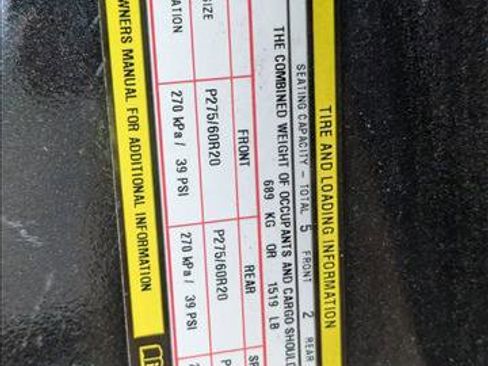 TIRE AND LOADING INFORMATION
SEATING CAPACITY – TOTAL 5 FRONT 2 REAR
THE COMBINED WEIGHT OF OCCUPANTS AND CARGO SHOULD
689 KG OR 1519 LB
FRONT REAR
SIZE P275/60R20 P275/60R20
270 kPa / 39 PSI 270 kPa / 39 PSI
OWNERS MANUAL FOR ADDITIONAL INFORMATION